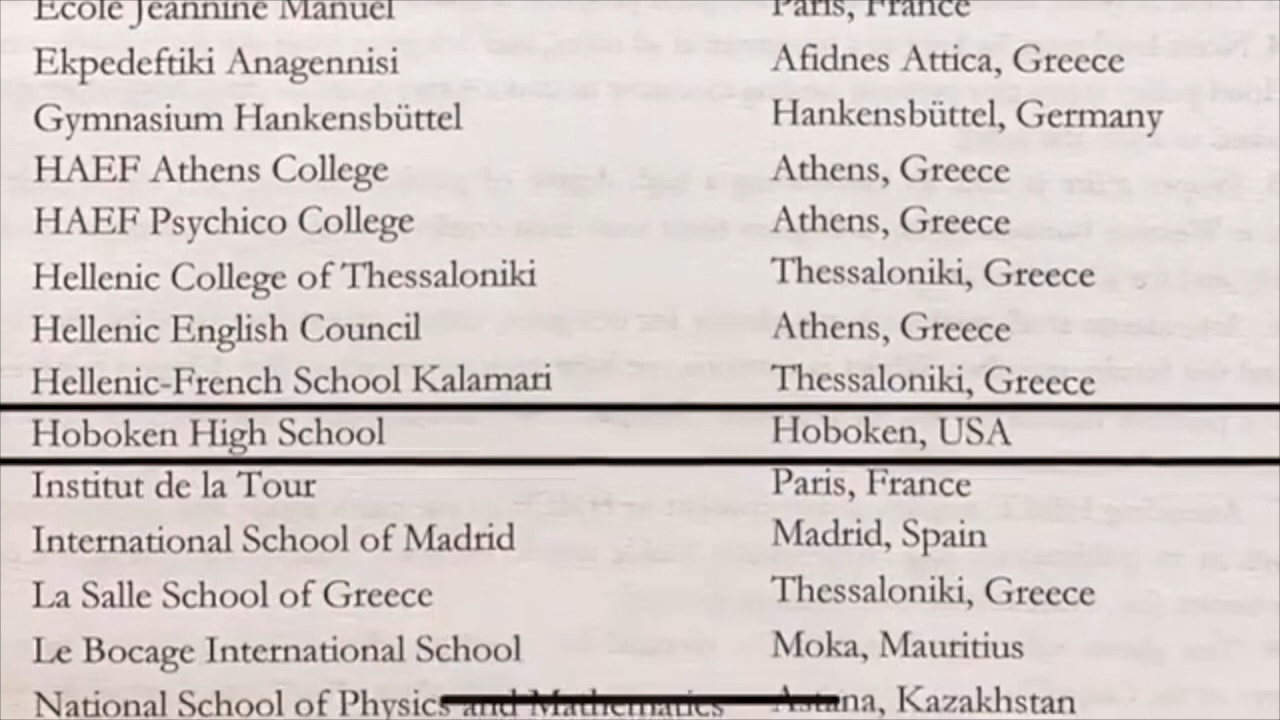 Ecole Jeannine Manuel Paris, France
Ekpedeftiki Anagennisi Afidnes Attica, Greece
Gymnasium Hankensbüttel Hankensbüttel, Germany
HAEF Athens College Athens, Greece
HAEF Psychico College Athens, Greece
Hellenic College of Thessaloniki Thessaloniki, Greece
Hellenic English Council Athens, Greece
Hellenic-French School Kalamari Thessaloniki, Greece
Hoboken High School Hoboken, USA
Institut de la Tour Paris, France
International School of Madrid Madrid, Spain
La Salle School of Greece Thessaloniki, Greece
Le Bocage International School Moka, Mauritius
National School of Physics and Mathematics Astana, Kazakhstan